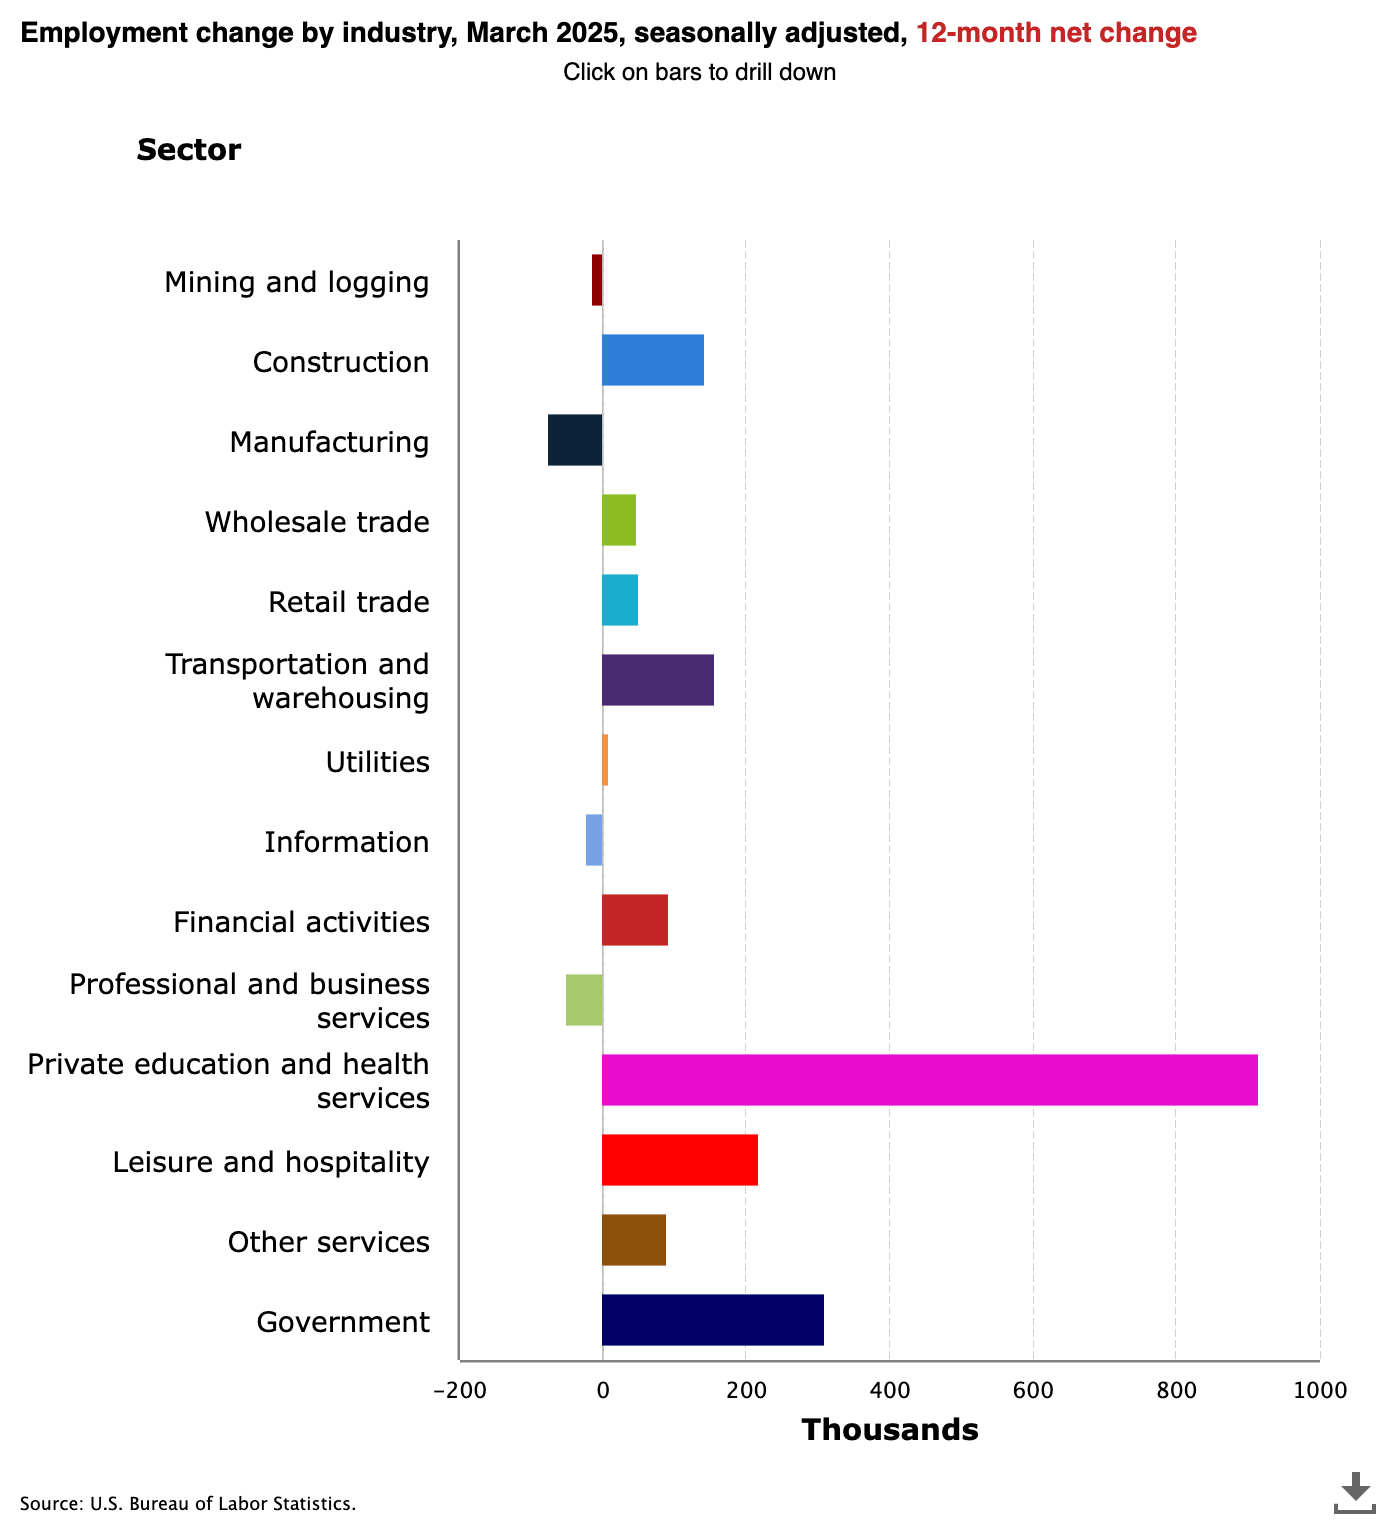 Employment change by industry, March 2025, seasonally adjusted, 12-month net change
Click on bars to drill down
Sector
Mining and logging
Construction
Manufacturing
Wholesale trade
Retail trade
Transportation and
warehousing
Utilities
Information
Financial activities
Professional and business
services
Private education and health
services
Leisure and hospitality
Other services
Government
−200 0 200 400 600 800 1000
Thousands
Source: U.S. Bureau of Labor Statistics.